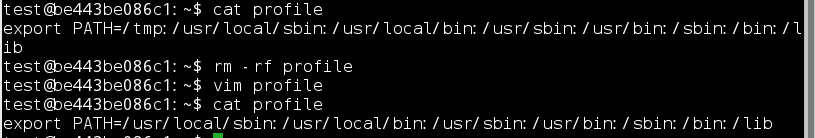 test@be443be086c1:~$ cat profile
export PATH=/tmp:/usr/local/sbin:/usr/local/bin:/usr/sbin:/usr/bin:/sbin:/bin:/l
ib
test@be443be086c1:~$ rm -rf profile
test@be443be086c1:~$ vim profile
test@be443be086c1:~$ cat profile
export PATH=/usr/local/sbin:/usr/local/bin:/usr/sbin:/usr/bin:/sbin:/bin:/lib
test@be443be086c1:~$